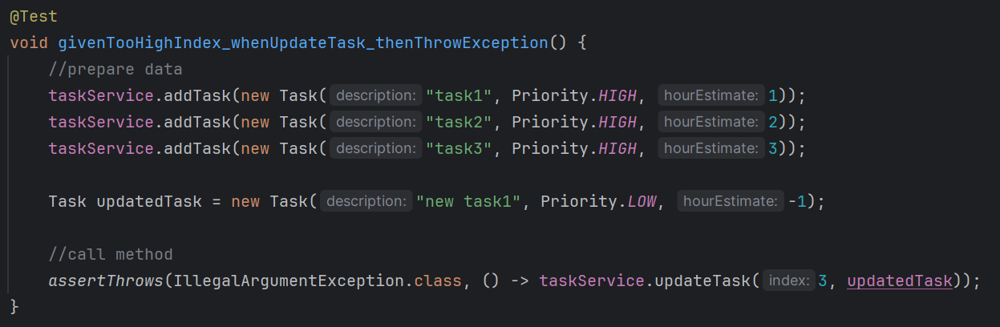 @Test
void givenTooHighIndex_whenUpdateTask_thenThrowException() {
//prepare data
taskService.addTask(new Task( description: "task1", Priority.HIGH, hourEstimate: 1));
taskService.addTask(new Task( description: "task2", Priority.HIGH, hourEstimate: 2));
taskService.addTask(new Task( description: "task3", Priority.HIGH, hourEstimate: 3));
Task updatedTask = new Task( description: "new task1", Priority.LOW, hourEstimate: -1);
//call method
assertThrows(IllegalArgumentException.class, () -> taskService.updateTask( index: 3, updatedTask));
}